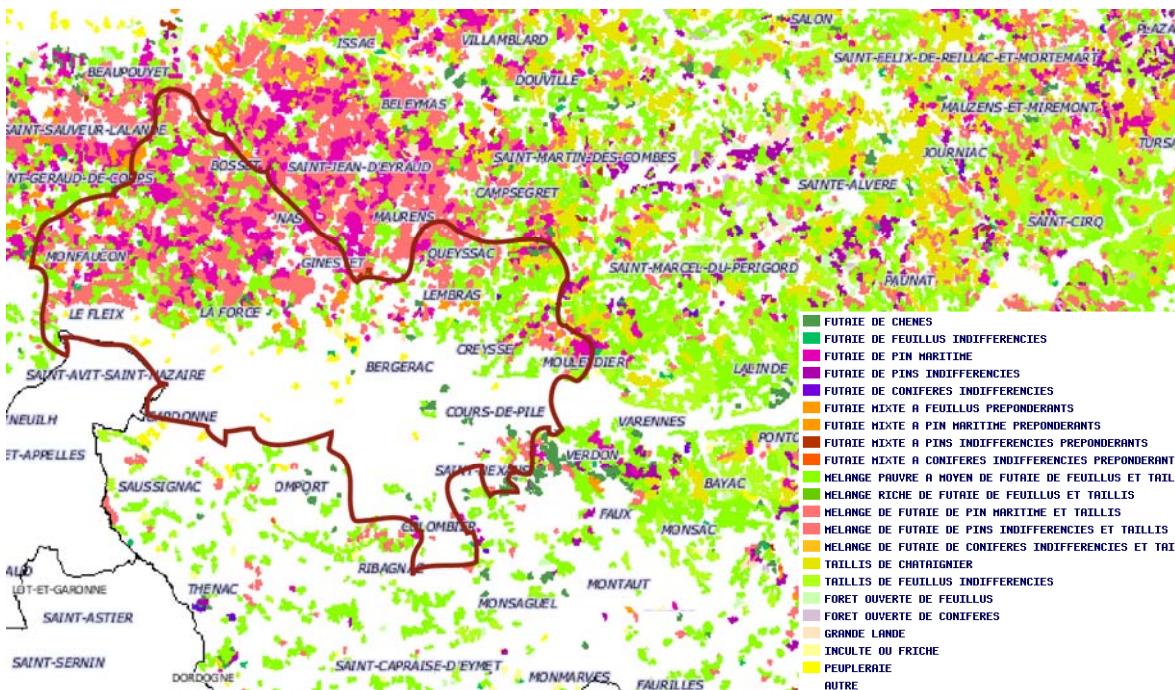 SALON
PLAZA
ISSAC
VILLAMBLARD
SAINT-FELIX-DE-REILLAC-ET-MORTEMART
BEAUPOUYET
DOUVILLE
BELEYMAS
MAUZENS-ET-MIREMONT
SAINT-SAUVEUR-LALANDE
TURSA
BOSSET
SAINT-JEAN-D'EYRAUD
SAINT-MARTIN-DES-COMBES
JOURNIAC
NT-GERAUD-DE-CORPS
CAMPSEGRET
SAINTE-ALVERE
NAS
MAURENS
SAINT-CIRQ
MONFAUCON
GINESTET
QUEYSSAC
SAINT-MARCEL-DU-PERIGORD
PAUNAT
LEMBRAS
LE FLEIX
LA FORCE
CREYSSE
MOULEYDIER
BERGERAC
LALINDE
SAINT-AVIT-SAINT-NAZAIRE
NEUILH
COURS-DE-PILE
VARENNES
ET-APPELLES
VERDON
PONTO
SAINT-NEXANS
SAUSSIGNAC
OMPORT
BAYAC
FAUX
COLOMBIER
MONSAC
RIBAGNAC
MONTAUT
LOT-ET-GARONNE
THENAC
MONSAGUEL
SAINT-ASTIER
SAINT-SERNIN
SAINT-CAPRAISE-D'EYMET
DORDOGNE
MONMARVES
FAURILLES
FUTAIE DE CHENES
FUTAIE DE FEUILLUS INDIFFERENCIES
FUTAIE DE PIN MARITIME
FUTAIE DE PINS INDIFFERENCIES
FUTAIE DE CONIFERES INDIFFERENCIES
FUTAIE MIXTE A FEUILLUS PREPONDERANTS
FUTAIE MIXTE A PIN MARITIME PREPONDERANTS
FUTAIE MIXTE A PINS INDIFFERENCIES PREPONDERANTS
FUTAIE MIXTE A CONIFERES INDIFFERENCIES PREPONDERANT
MELANGE PAUVRE A MOYEN DE FUTAIE DE FEUILLUS ET TAIL
MELANGE RICHE DE FUTAIE DE FEUILLUS ET TAILLIS
MELANGE DE FUTAIE DE PIN MARITIME ET TAILLIS
MELANGE DE FUTAIE DE PINS INDIFFERENCIES ET TAILLIS
MELANGE DE FUTAIE DE CONIFERES INDIFFERENCIES ET TAI
TAILLIS DE CHATAIGNIER
TAILLIS DE FEUILLUS INDIFFERENCIES
FORET OUVERTE DE FEUILLUS
FORET OUVERTE DE CONIFERES
GRANDE LANDE
INCULTE OU FRICHE
PEUPLERAIE
AUTRE